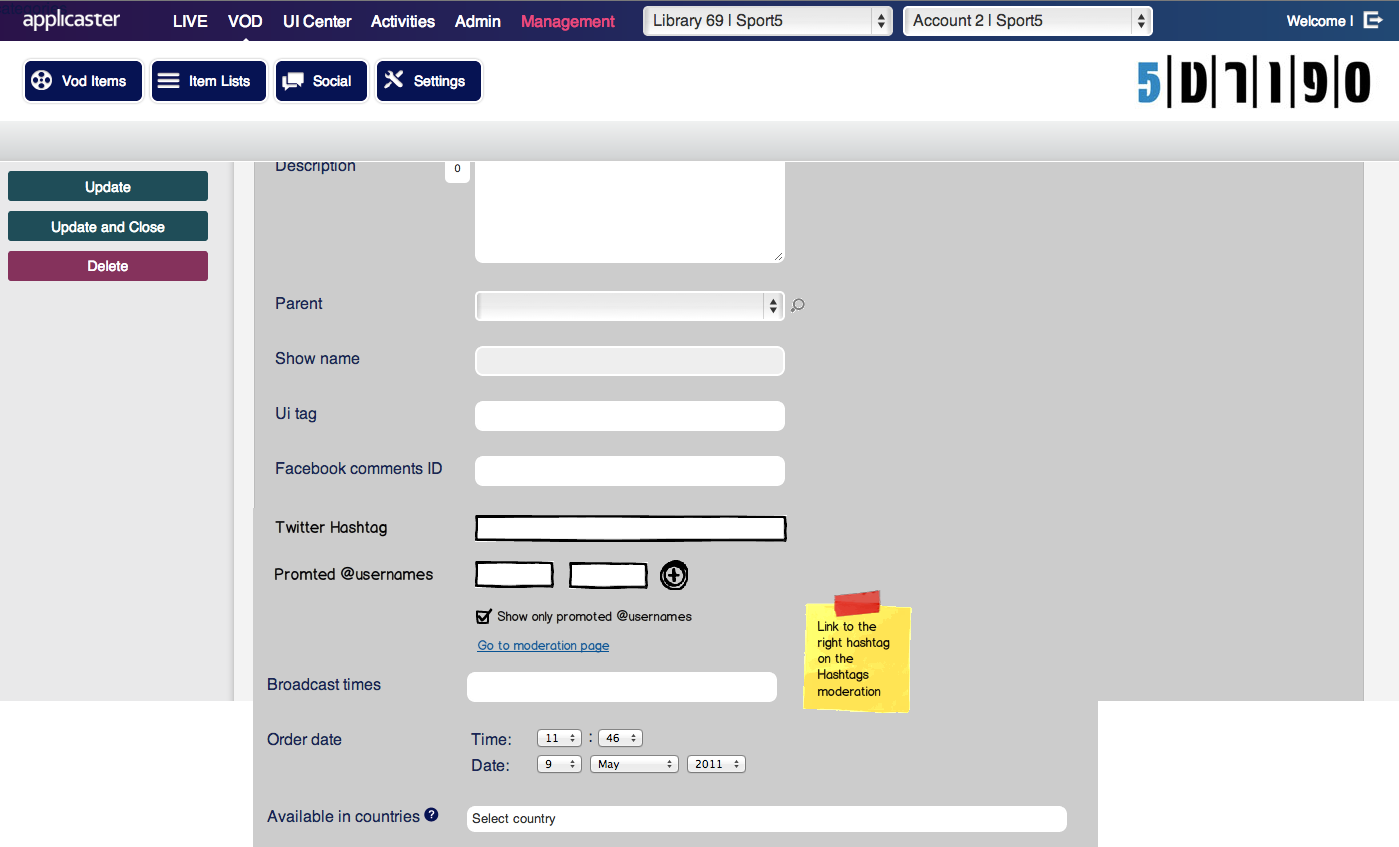 applicaster LIVE VOD UI Center Activities Admin Management Library 69 | Sport5 Account 2 | Sport5 Welcome |
Vod Items Item Lists Social Settings
5|ספורט
Update
Update and Close
Delete
Description 0
Parent
Show name
Ui tag
Facebook comments ID
Twitter Hashtag
Promted @usernames
Show only promoted @usernames
Go to moderation page
Link to the
right hashtag
on the
Hashtags
moderation
Broadcast times
Order date Time: 11 : 46
Date: 9 May 2011
Available in countries ? Select country